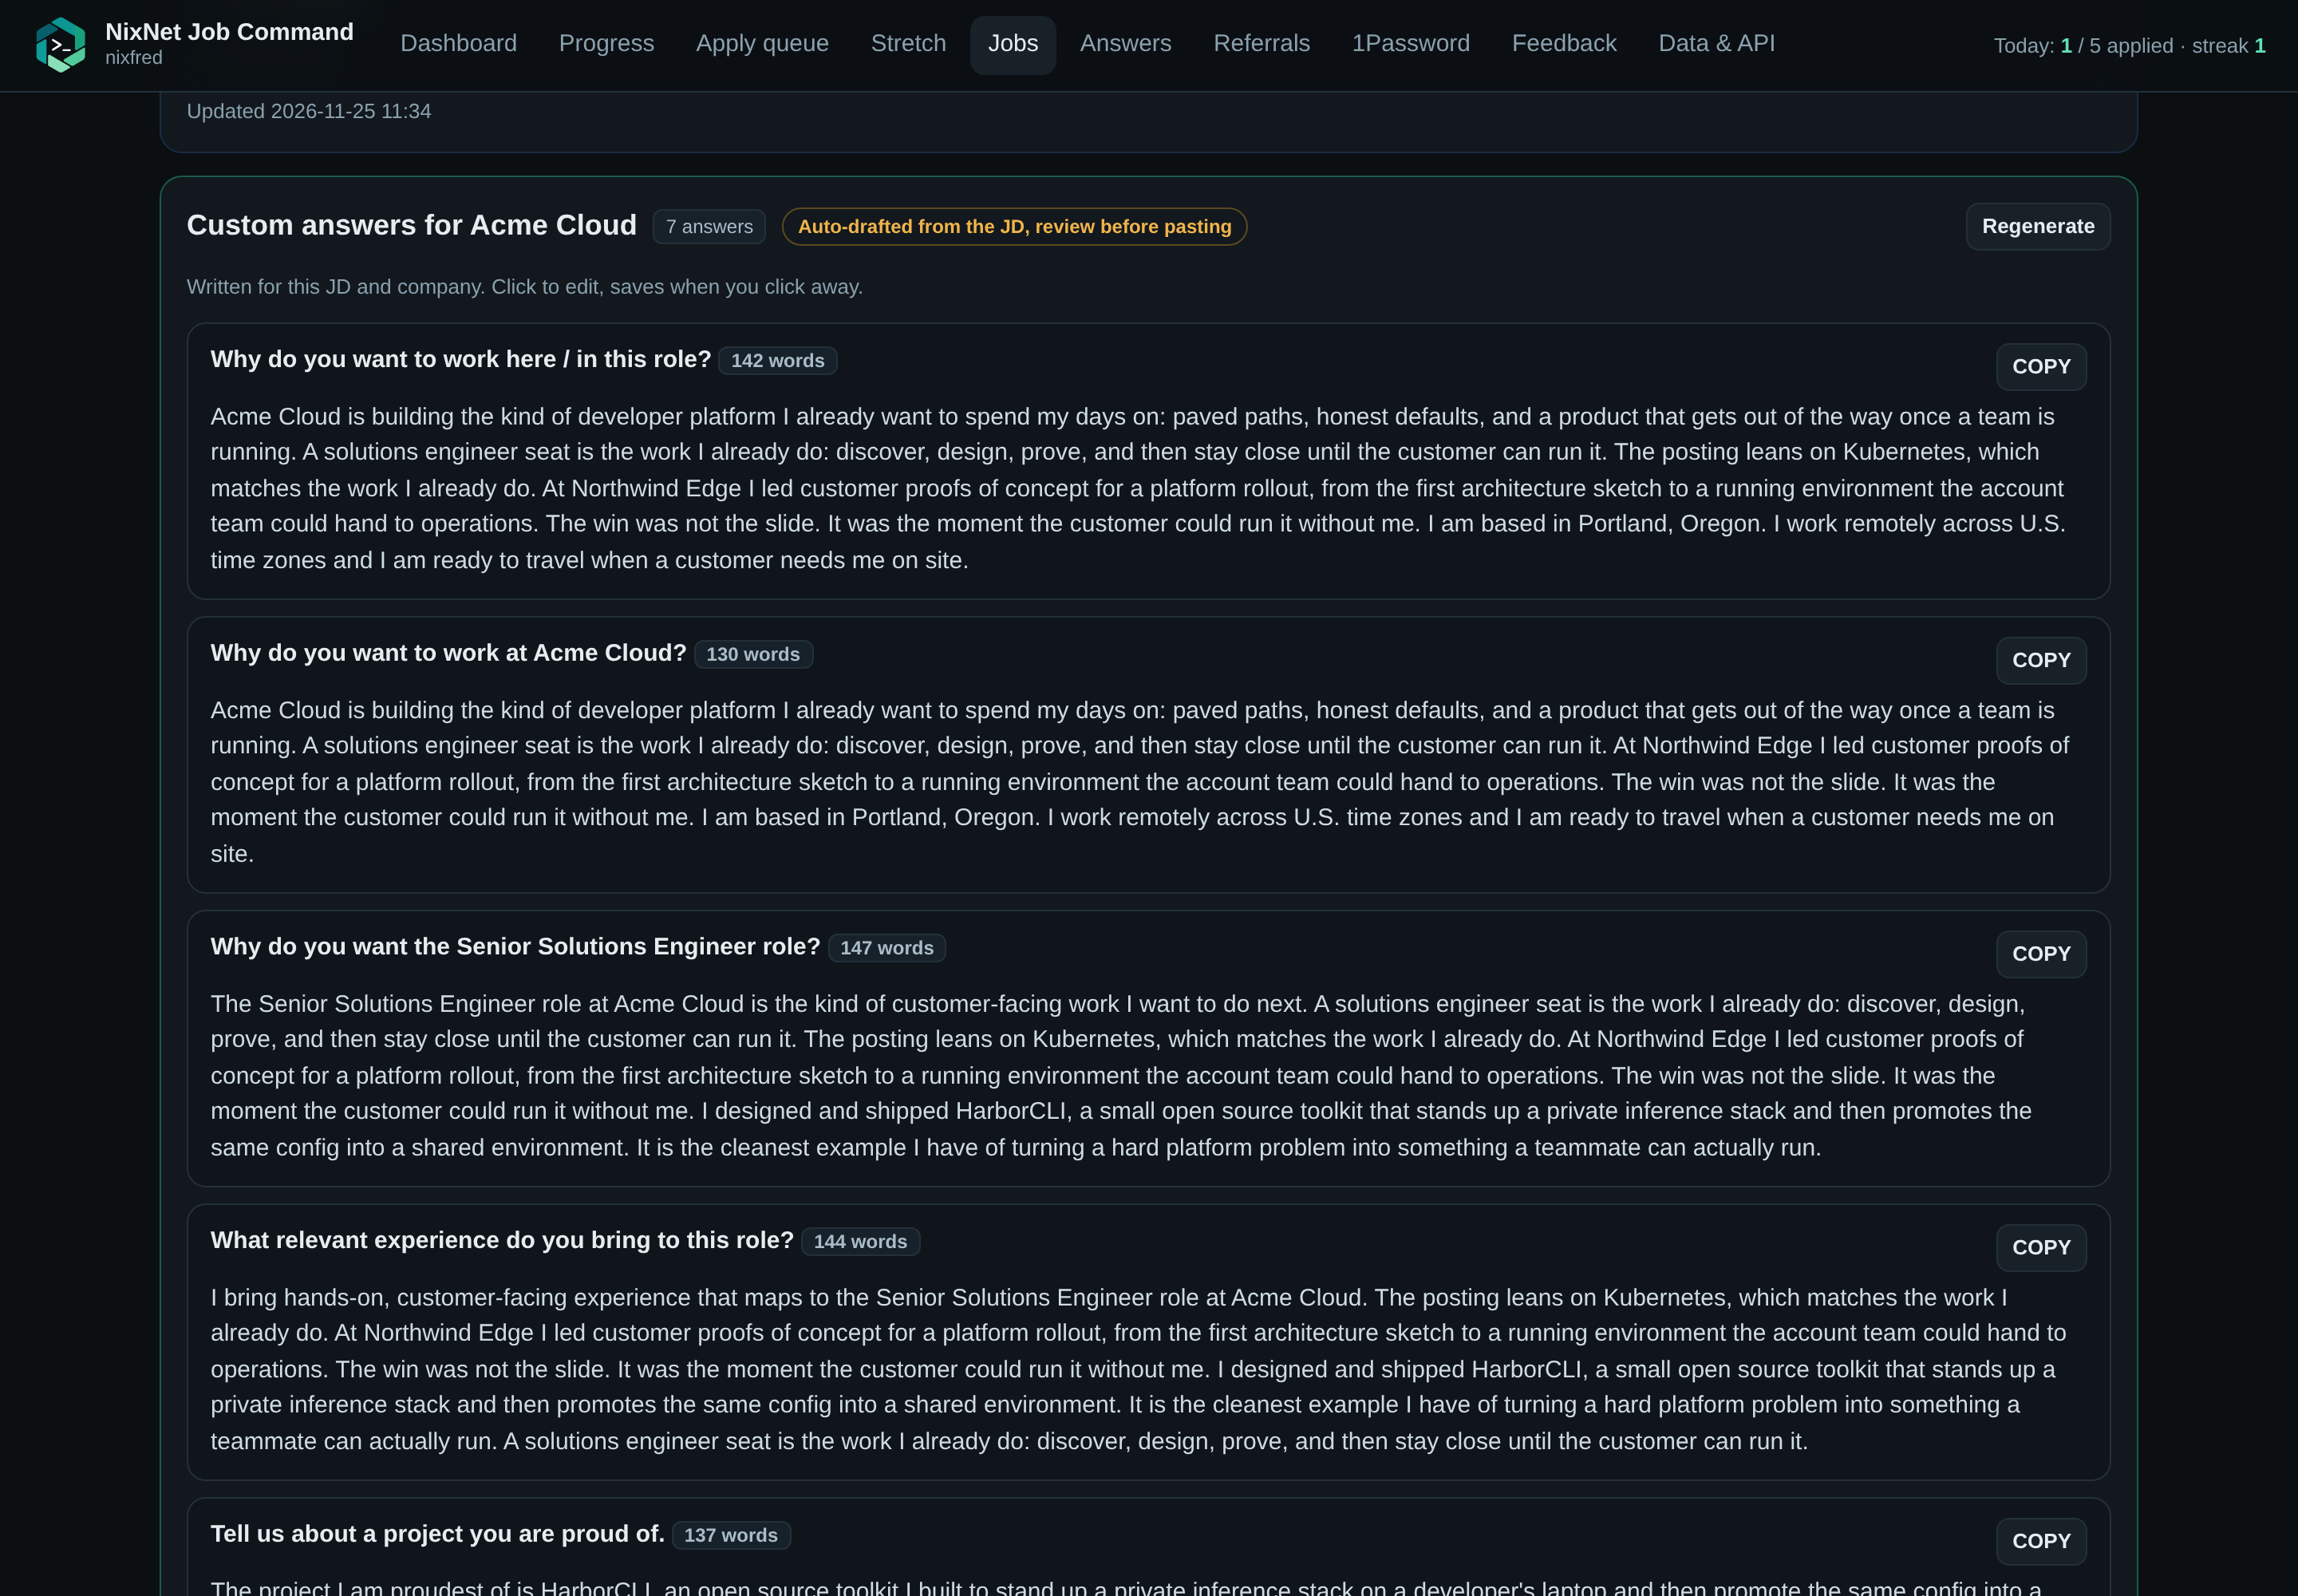 NixNet Job Command
nixfred
Dashboard
Progress
Apply queue
Stretch
Jobs
Answers
Referrals
1Password
Feedback
Data & API
Today: 1 / 5 applied · streak 1
Updated 2026-11-25 11:34
Custom answers for Acme Cloud
7 answers
Auto-drafted from the JD, review before pasting
Regenerate
Written for this JD and company. Click to edit, saves when you click away.
Why do you want to work here / in this role? 142 words
COPY
Acme Cloud is building the kind of developer platform I already want to spend my days on: paved paths, honest defaults, and a product that gets out of the way once a team is
running. A solutions engineer seat is the work I already do: discover, design, prove, and then stay close until the customer can run it. The posting leans on Kubernetes, which
matches the work I already do. At Northwind Edge I led customer proofs of concept for a platform rollout, from the first architecture sketch to a running environment the account
team could hand to operations. The win was not the slide. It was the moment the customer could run it without me. I am based in Portland, Oregon. I work remotely across U.S.
time zones and I am ready to travel when a customer needs me on site.
Why do you want to work at Acme Cloud? 130 words
COPY
Acme Cloud is building the kind of developer platform I already want to spend my days on: paved paths, honest defaults, and a product that gets out of the way once a team is
running. A solutions engineer seat is the work I already do: discover, design, prove, and then stay close until the customer can run it. At Northwind Edge I led customer proofs of
concept for a platform rollout, from the first architecture sketch to a running environment the account team could hand to operations. The win was not the slide. It was the
moment the customer could run it without me. I am based in Portland, Oregon. I work remotely across U.S. time zones and I am ready to travel when a customer needs me on
site.
Why do you want the Senior Solutions Engineer role? 147 words
COPY
The Senior Solutions Engineer role at Acme Cloud is the kind of customer-facing work I want to do next. A solutions engineer seat is the work I already do: discover, design,
prove, and then stay close until the customer can run it. The posting leans on Kubernetes, which matches the work I already do. At Northwind Edge I led customer proofs of
concept for a platform rollout, from the first architecture sketch to a running environment the account team could hand to operations. The win was not the slide. It was the
moment the customer could run it without me. I designed and shipped HarborCLI, a small open source toolkit that stands up a private inference stack and then promotes the
same config into a shared environment. It is the cleanest example I have of turning a hard platform problem into something a teammate can actually run.
What relevant experience do you bring to this role? 144 words
COPY
I bring hands-on, customer-facing experience that maps to the Senior Solutions Engineer role at Acme Cloud. The posting leans on Kubernetes, which matches the work I
already do. At Northwind Edge I led customer proofs of concept for a platform rollout, from the first architecture sketch to a running environment the account team could hand to
operations. The win was not the slide. It was the moment the customer could run it without me. I designed and shipped HarborCLI, a small open source toolkit that stands up a
private inference stack and then promotes the same config into a shared environment. It is the cleanest example I have of turning a hard platform problem into something a
teammate can actually run. A solutions engineer seat is the work I already do: discover, design, prove, and then stay close until the customer can run it.
Tell us about a project you are proud of. 137 words
COPY
The project I am proudest of is HarborCLI, an open source toolkit I built to stand up a private inference stack on a developer's laptop and then promote the same config into a